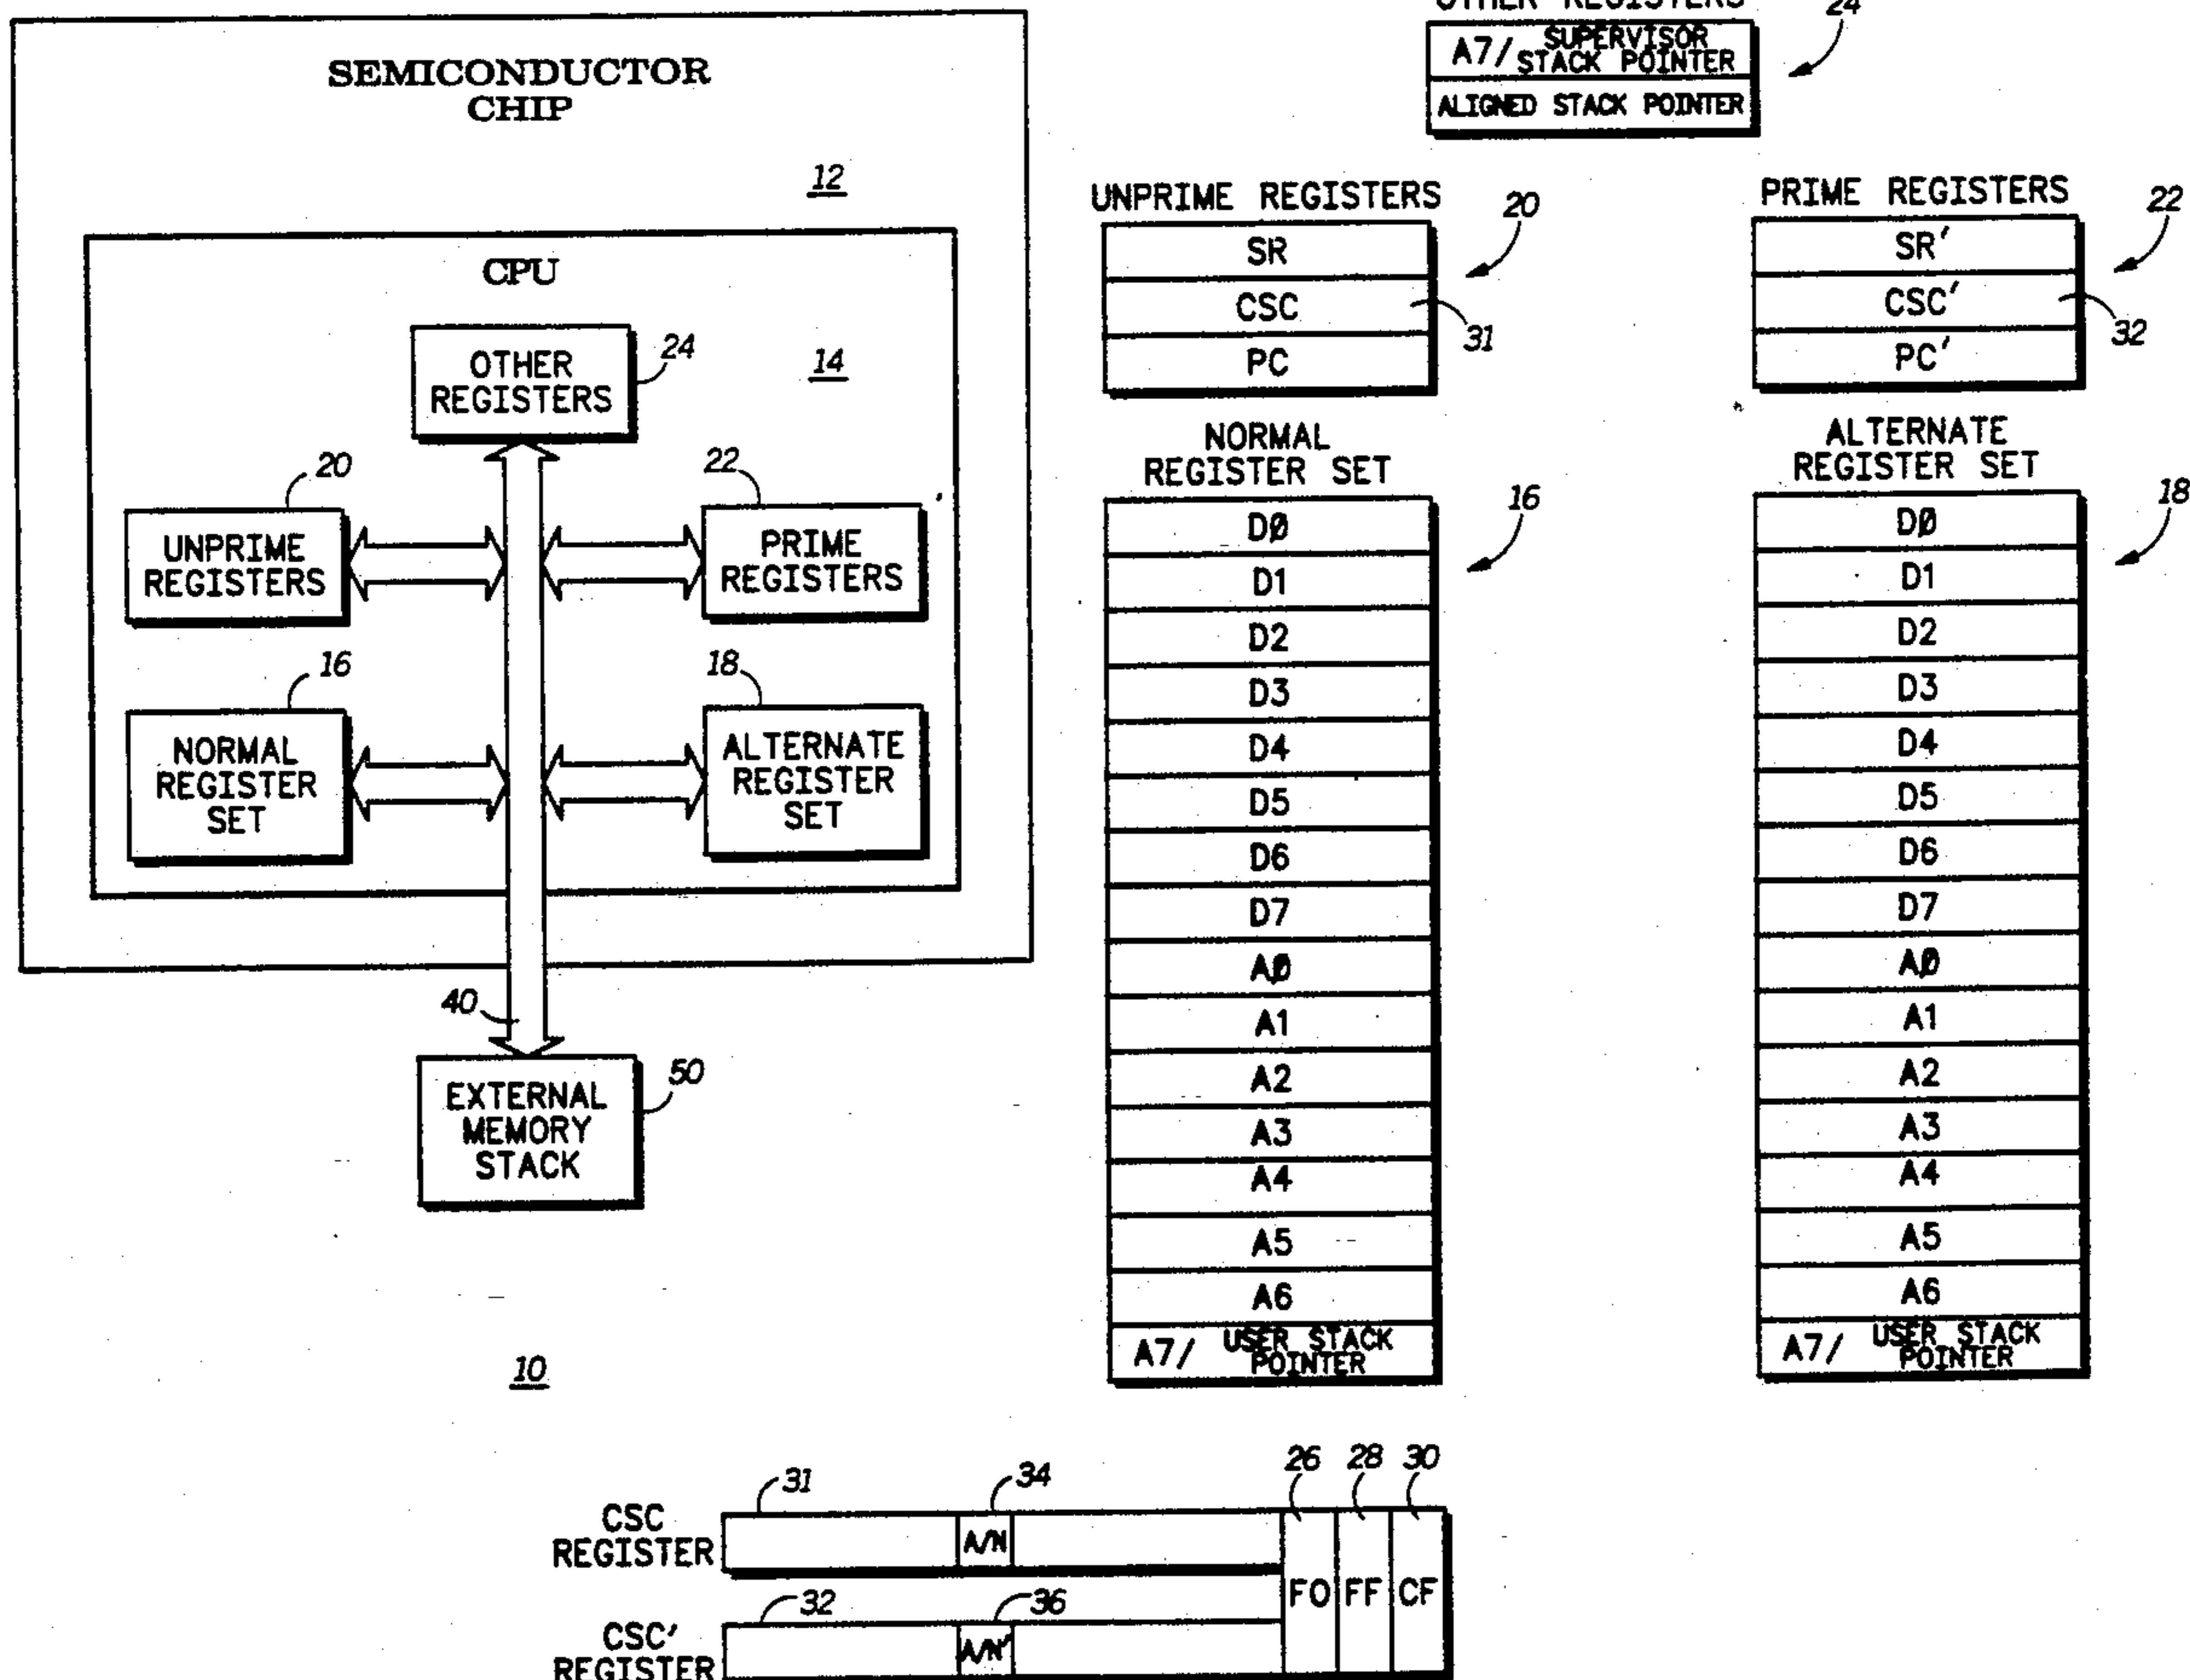 SEMICONDUCTOR
CHIP
12
CPU
14
OTHER
REGISTERS
24
20
UNPRIME
REGISTERS
22
PRIME
REGISTERS
16
NORMAL
REGISTER
SET
18
ALTERNATE
REGISTER
SET
40
EXTERNAL
MEMORY
STACK
50
10
OTHER REGISTERS
24
A7/ SUPERVISOR
STACK POINTER
ALIGNED STACK POINTER
UNPRIME REGISTERS
20
SR
CSC
31
PC
PRIME REGISTERS
22
SR'
CSC'
32
PC'
NORMAL
REGISTER SET
16
DØ
D1
D2
D3
D4
D5
D6
D7
AØ
A1
A2
A3
A4
A5
A6
A7/ USER STACK
POINTER
ALTERNATE
REGISTER SET
18
DØ
D1
D2
D3
D4
D5
D6
D7
AØ
A1
A2
A3
A4
A5
A6
A7/ USER STACK
POINTER
26 28 30
31
34
CSC
REGISTER
A/N
FO FF CF
32
36
CSC'
REGISTER
A/N'